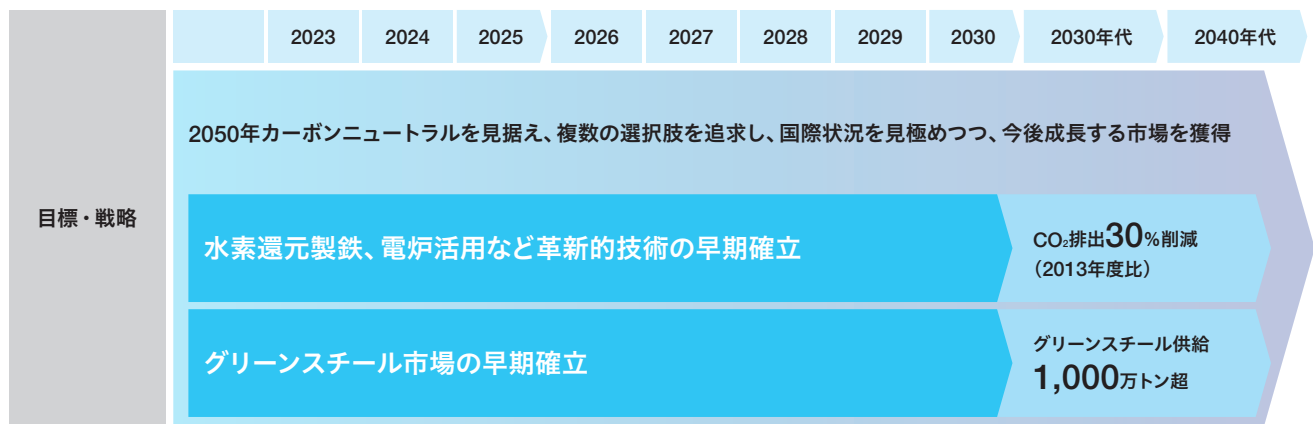 2023 2024 2025 2026 2027 2028 2029 2030 2030年代 2040年代
目標・戦略
2050年カーボンニュートラルを見据え、複数の選択肢を追求し、国際状況を見極めつつ、今後成長する市場を獲得
水素還元製鉄、電炉活用など革新的技術の早期確立
CO₂排出30%削減
（2013年度比）
グリーンスチール市場の早期確立
グリーンスチール供給
1,000万トン超